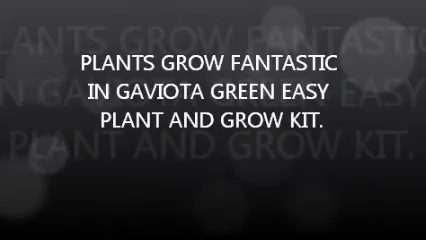 PLANTS GROW FANTASTIC
IN GAVIOTA GREEN EASY
PLANT AND GROW KIT.